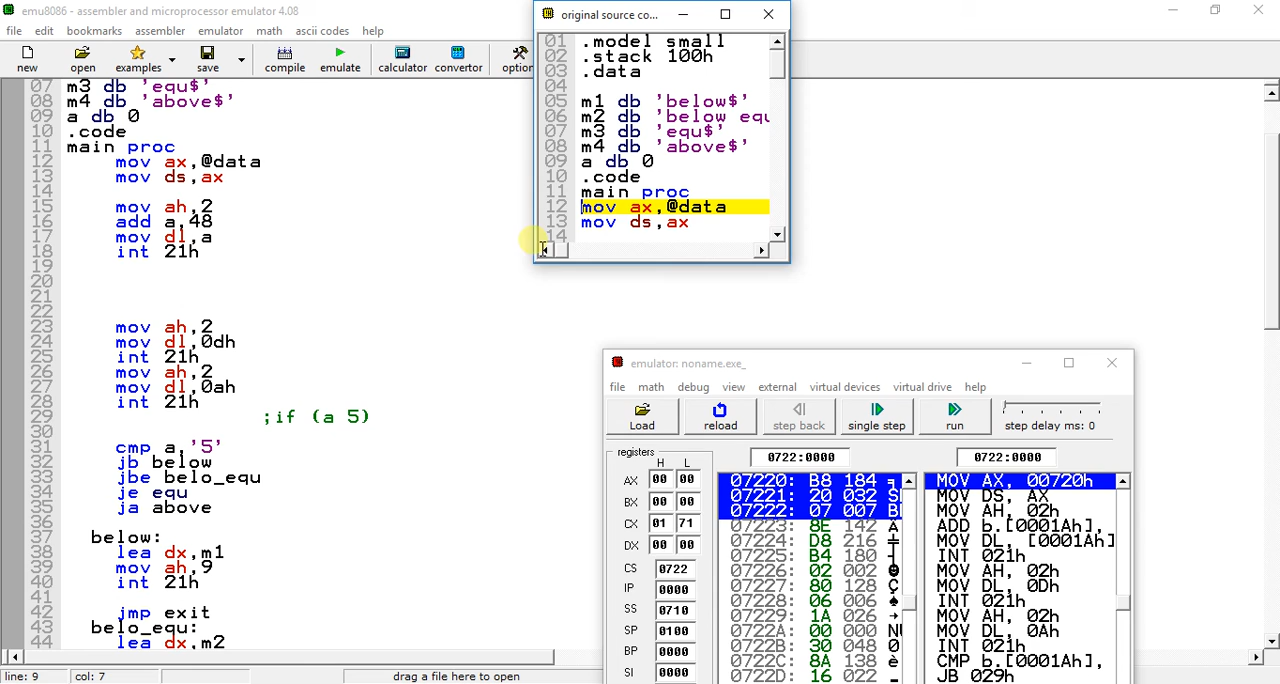 emu8086 - assembler and microprocessor emulator 4.08
file edit bookmarks assembler emulator math ascii codes help
new open examples save compile emulate calculator convertor option
07 m3 db 'equ$'
08 m4 db 'above$'
09 a db 0
10 .code
11 main proc
12 mov ax,@data
13 mov ds,ax
14
15 mov ah,2
16 add a,48
17 mov dl,a
18 int 21h
19
20
21
22
23 mov ah,2
24 mov dl,0dh
25 int 21h
26 mov ah,2
27 mov dl,0ah
28 int 21h
29 ;if (a 5)
30
31 cmp a,'5'
32 jb below
33 jbe belo_equ
34 je equ
35 ja above
36
37 below:
38 lea dx,m1
39 mov ah,9
40 int 21h
41
42 jmp exit
43 belo_equ:
44 lea dx,m2
line: 9 col: 7 drag a file here to open
original source co...
01 .model small
02 .stack 100h
03 .data
04
05 m1 db 'below$'
06 m2 db 'below equ
07 m3 db 'equ$'
08 m4 db 'above$'
09 a db 0
10 .code
11 main proc
12 mov ax,@data
13 mov ds,ax
14
emulator: noname.exe_
file math debug view external virtual devices virtual drive help
Load reload step back single step run step delay ms: 0
registers
H L
AX 00 00
BX 00 00
CX 01 71
DX 00 00
CS 0722
IP 0000
SS 0710
SP 0100
BP 0000
SI 0000
0722:0000
07220: B8 184 ╕
07221: 20 032 S
07222: 07 007 B
07223: 8E 142 Ä
07224: D8 216 ╪
07225: B4 180 ┤
07226: 02 002 ☻
07227: 80 128 Ç
07228: 06 006 ♠
07229: 1A 026 →
0722A: 00 000 NU
0722B: 30 048 0
0722C: 8A 138 è
0722D: 16 022 ▬
0722:0000
MOV AX, 00720h
MOV DS, AX
MOV AH, 02h
ADD b.[0001Ah],
MOV DL, [0001Ah]
INT 021h
MOV AH, 02h
MOV DL, 0Dh
INT 021h
MOV AH, 02h
MOV DL, 0Ah
INT 021h
CMP b.[0001Ah],
JB 029h